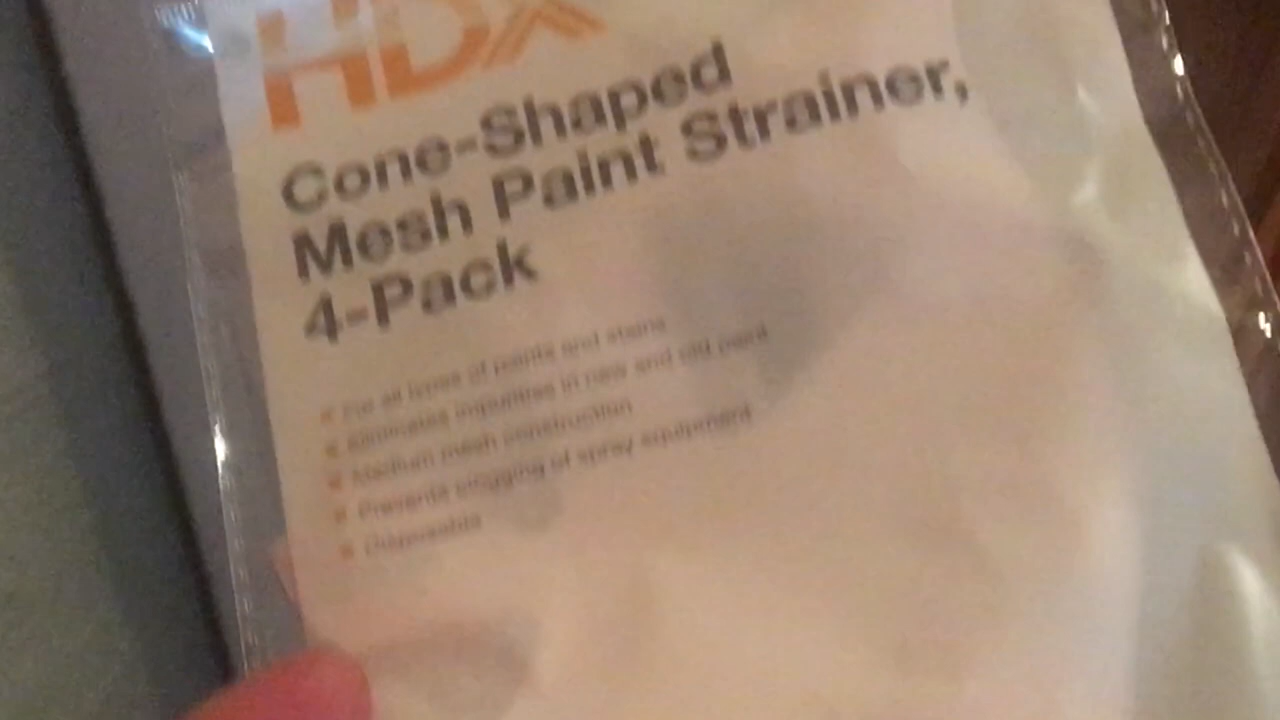 HDX
Cone-Shaped
Mesh Paint Strainer,
4-Pack
For all types of paints and stains
Eliminates impurities in new and old paint
Medium mesh construction
Prevents clogging of spray equipment
Disposable